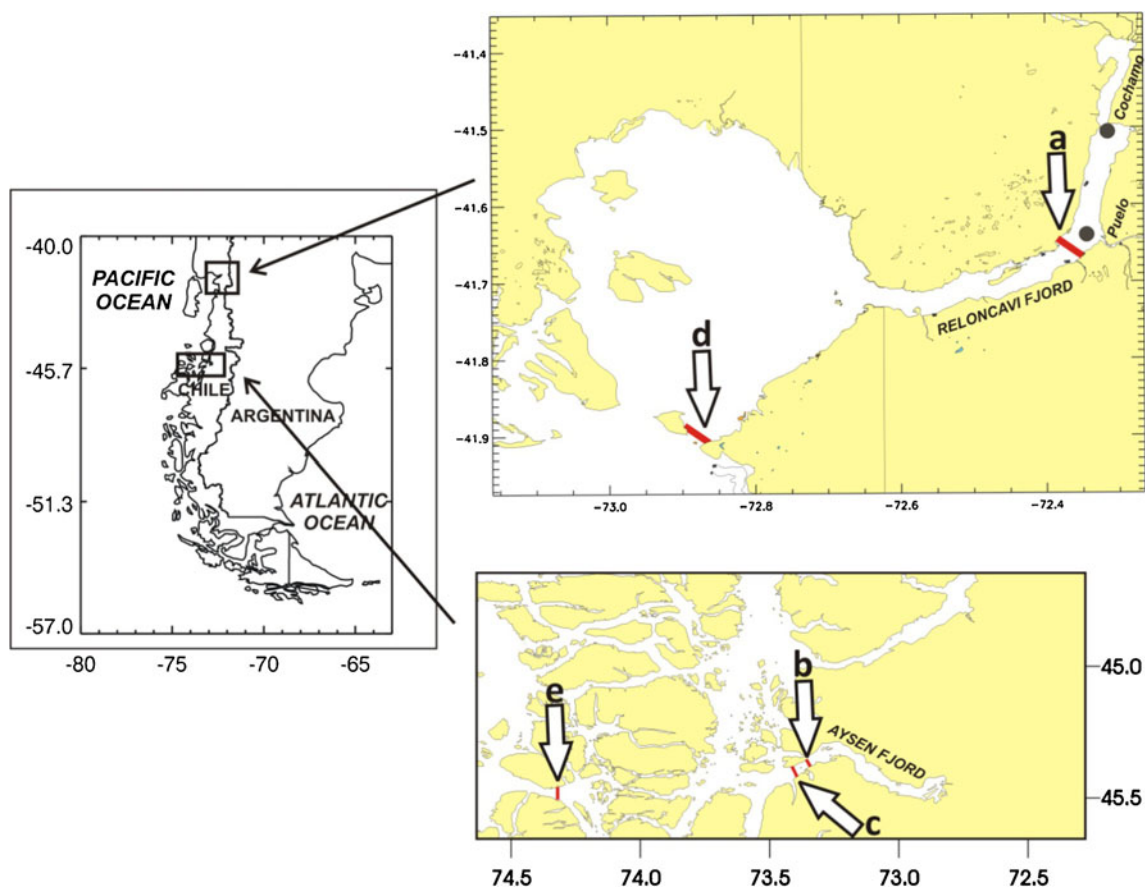 -40.0
-45.7
-51.3
-57.0
-80
-75
-70
-65
PACIFIC
OCEAN
CHILE
ARGENTINA
ATLANTIC
OCEAN
-41.4
-41.5
-41.6
-41.7
-41.8
-41.9
-73.0
-72.8
-72.6
-72.4
a
d
Cochamo
Puelo
RELONCAVI FJORD
e
b
c
AYSEN FJORD
45.0
45.5
74.5
74.0
73.5
73.0
72.5